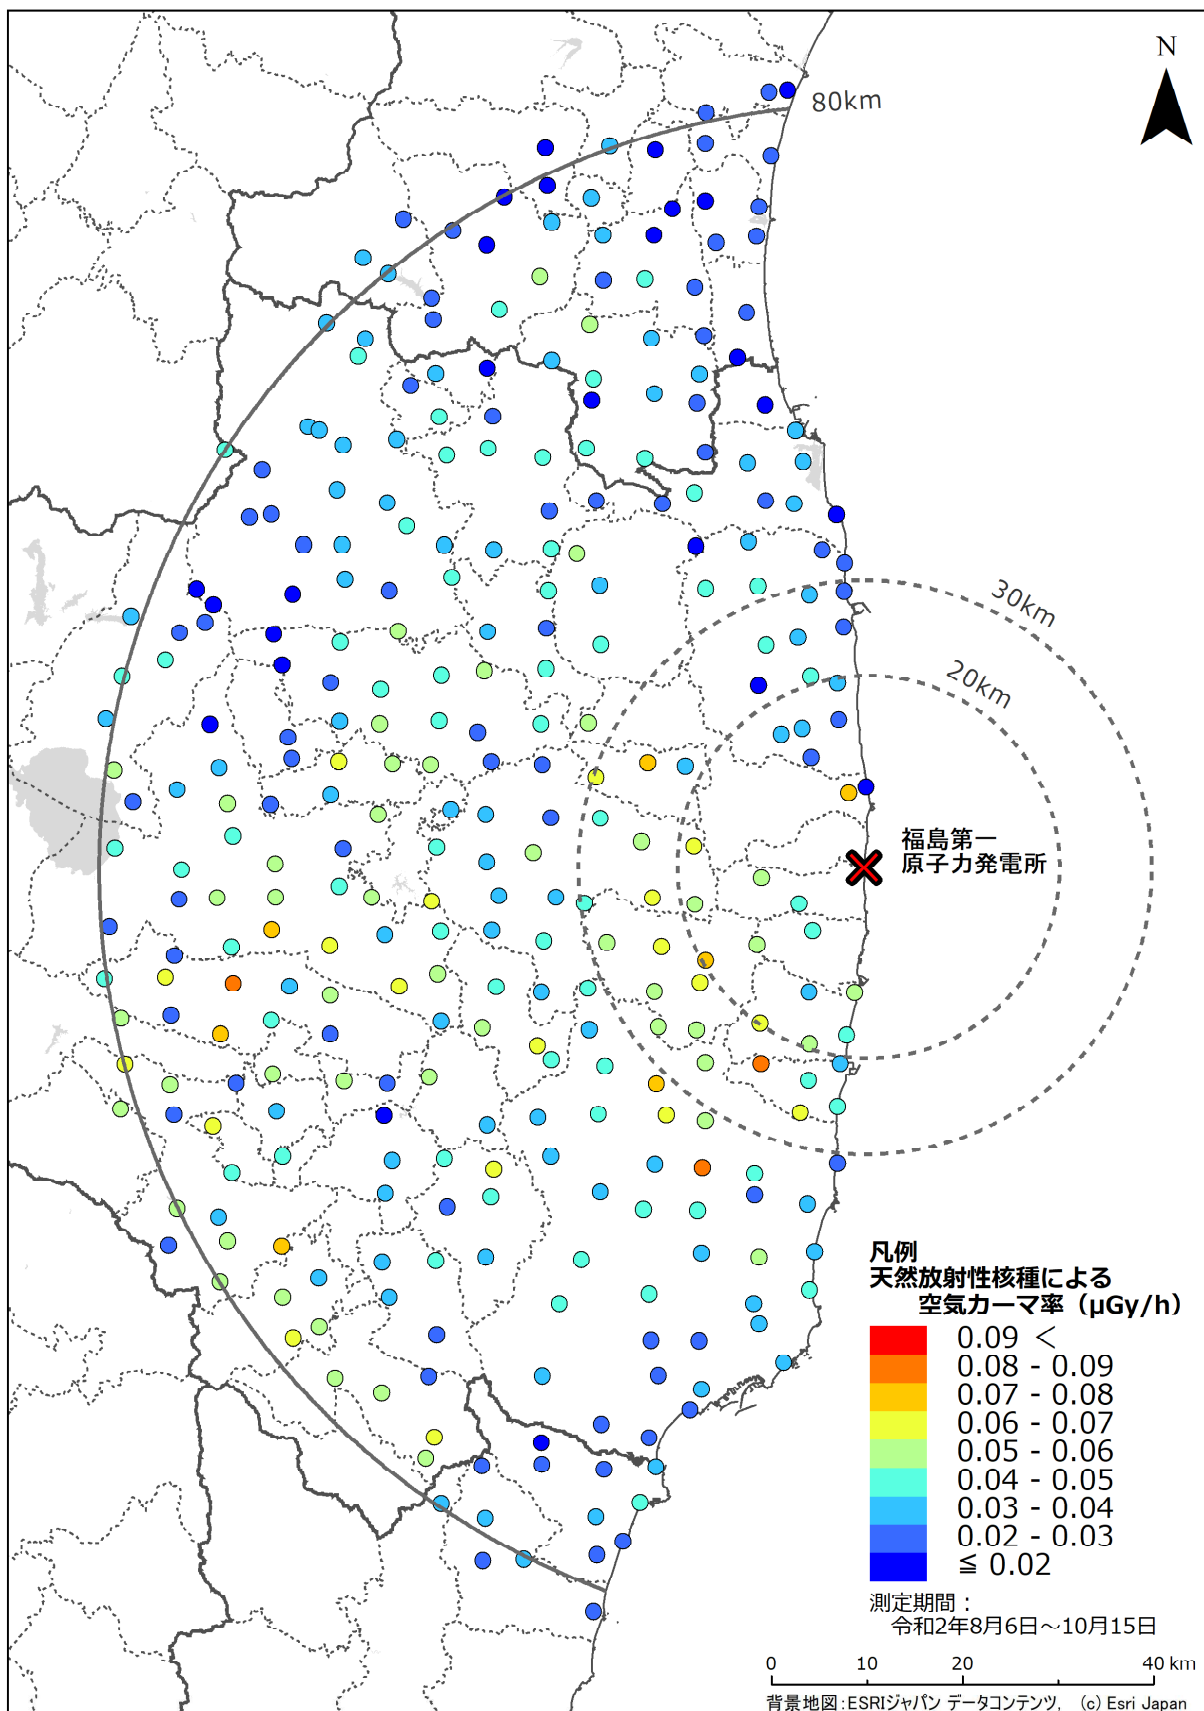 N
80km
30km
20km
福島第一
原子力発電所
凡例
天然放射性核種による
空気カーマ率（μGy/h）
0.09 ＜
0.08 - 0.09
0.07 - 0.08
0.06 - 0.07
0.05 - 0.06
0.04 - 0.05
0.03 - 0.04
0.02 - 0.03
≦ 0.02
測定期間：
令和2年8月6日～10月15日
0 10 20 40 km
背景地図：ESRIジャパン データコンテンツ, (c) Esri Japan